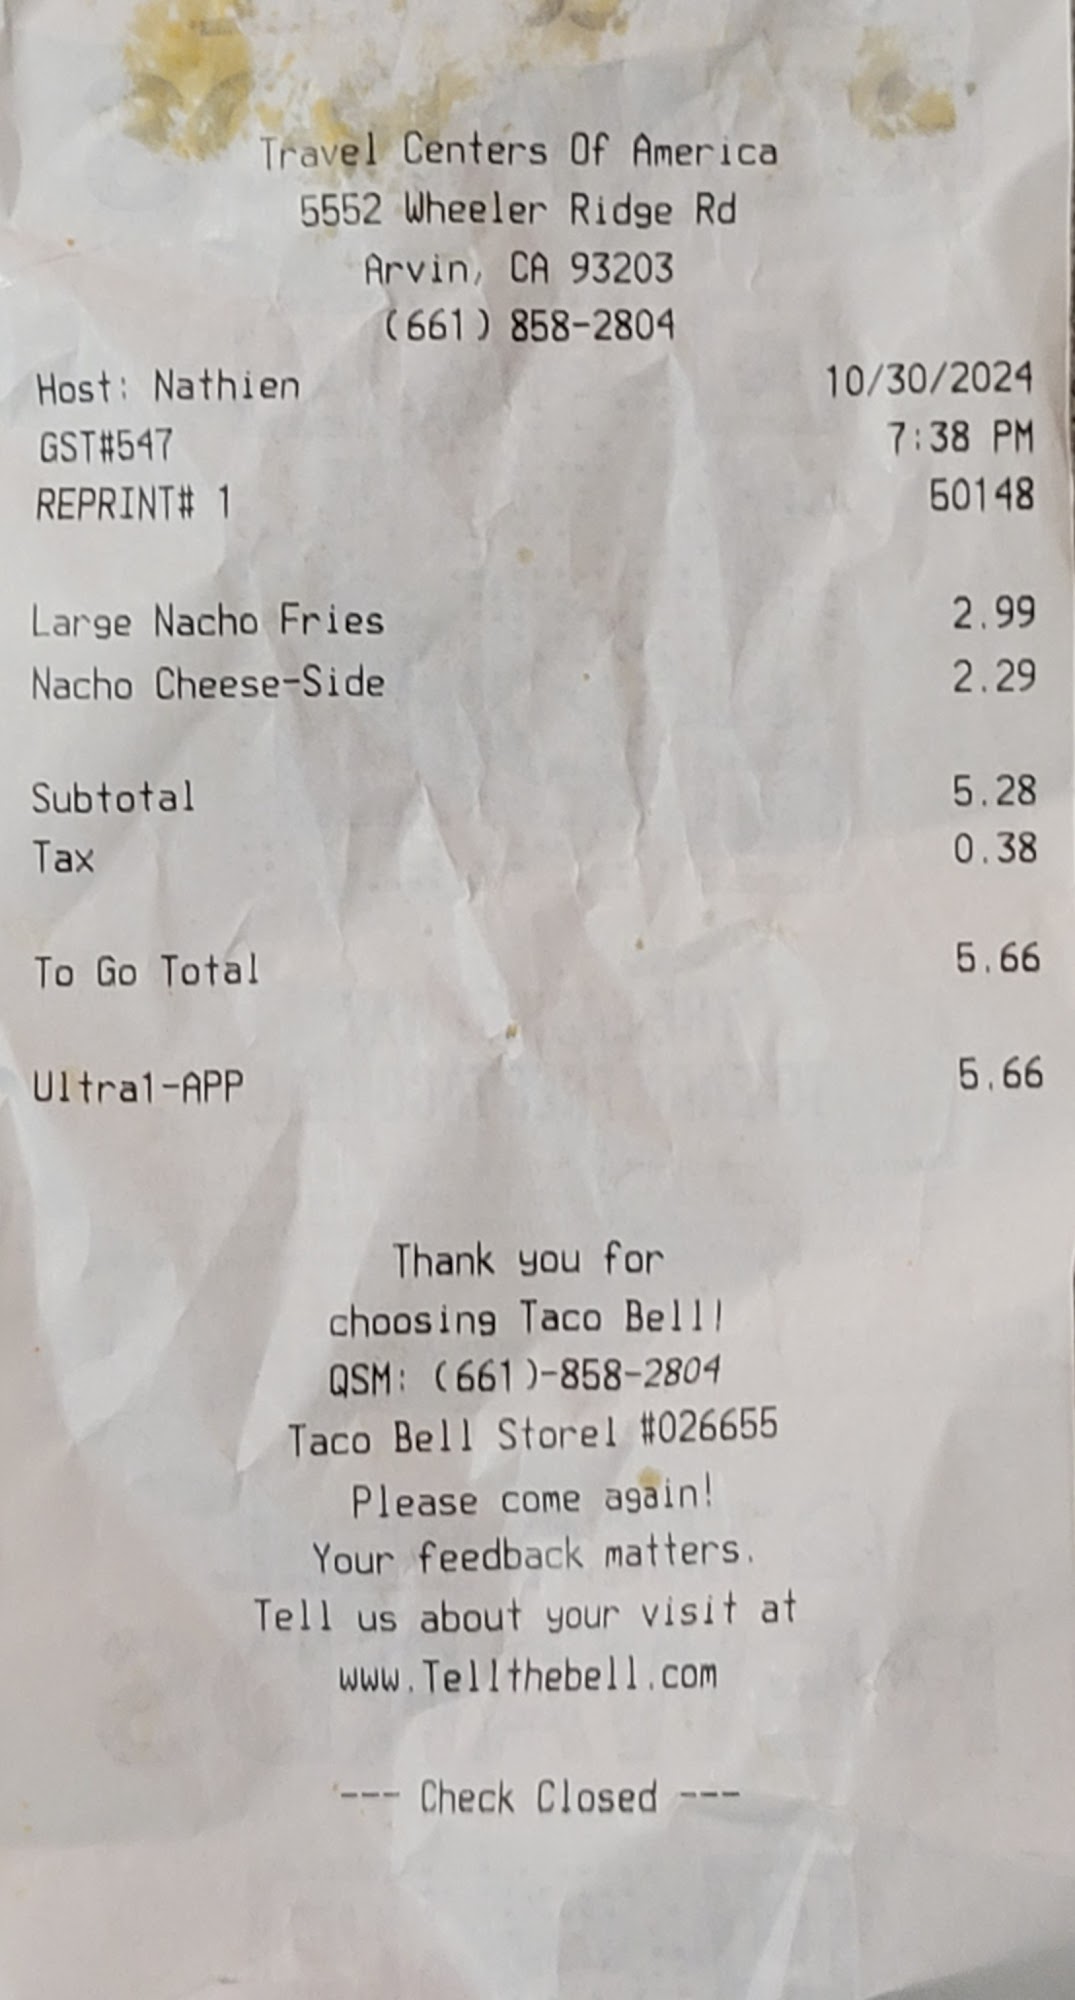 Travel Centers Of America
5552 Wheeler Ridge Rd
Arvin, CA 93203
(661) 858-2804
Host: Nathien 10/30/2024
GST#547 7:38 PM
REPRINT# 1 50148
Large Nacho Fries 2.99
Nacho Cheese-Side 2.29
Subtotal 5.28
Tax 0.38
To Go Total 5.66
Ultra1-APP 5.66
Thank you for
choosing Taco Bell!
QSM: (661)-858-2804
Taco Bell Storel #026655
Please come again!
Your feedback matters.
Tell us about your visit at
www.Tellthebell.com
--- Check Closed ---